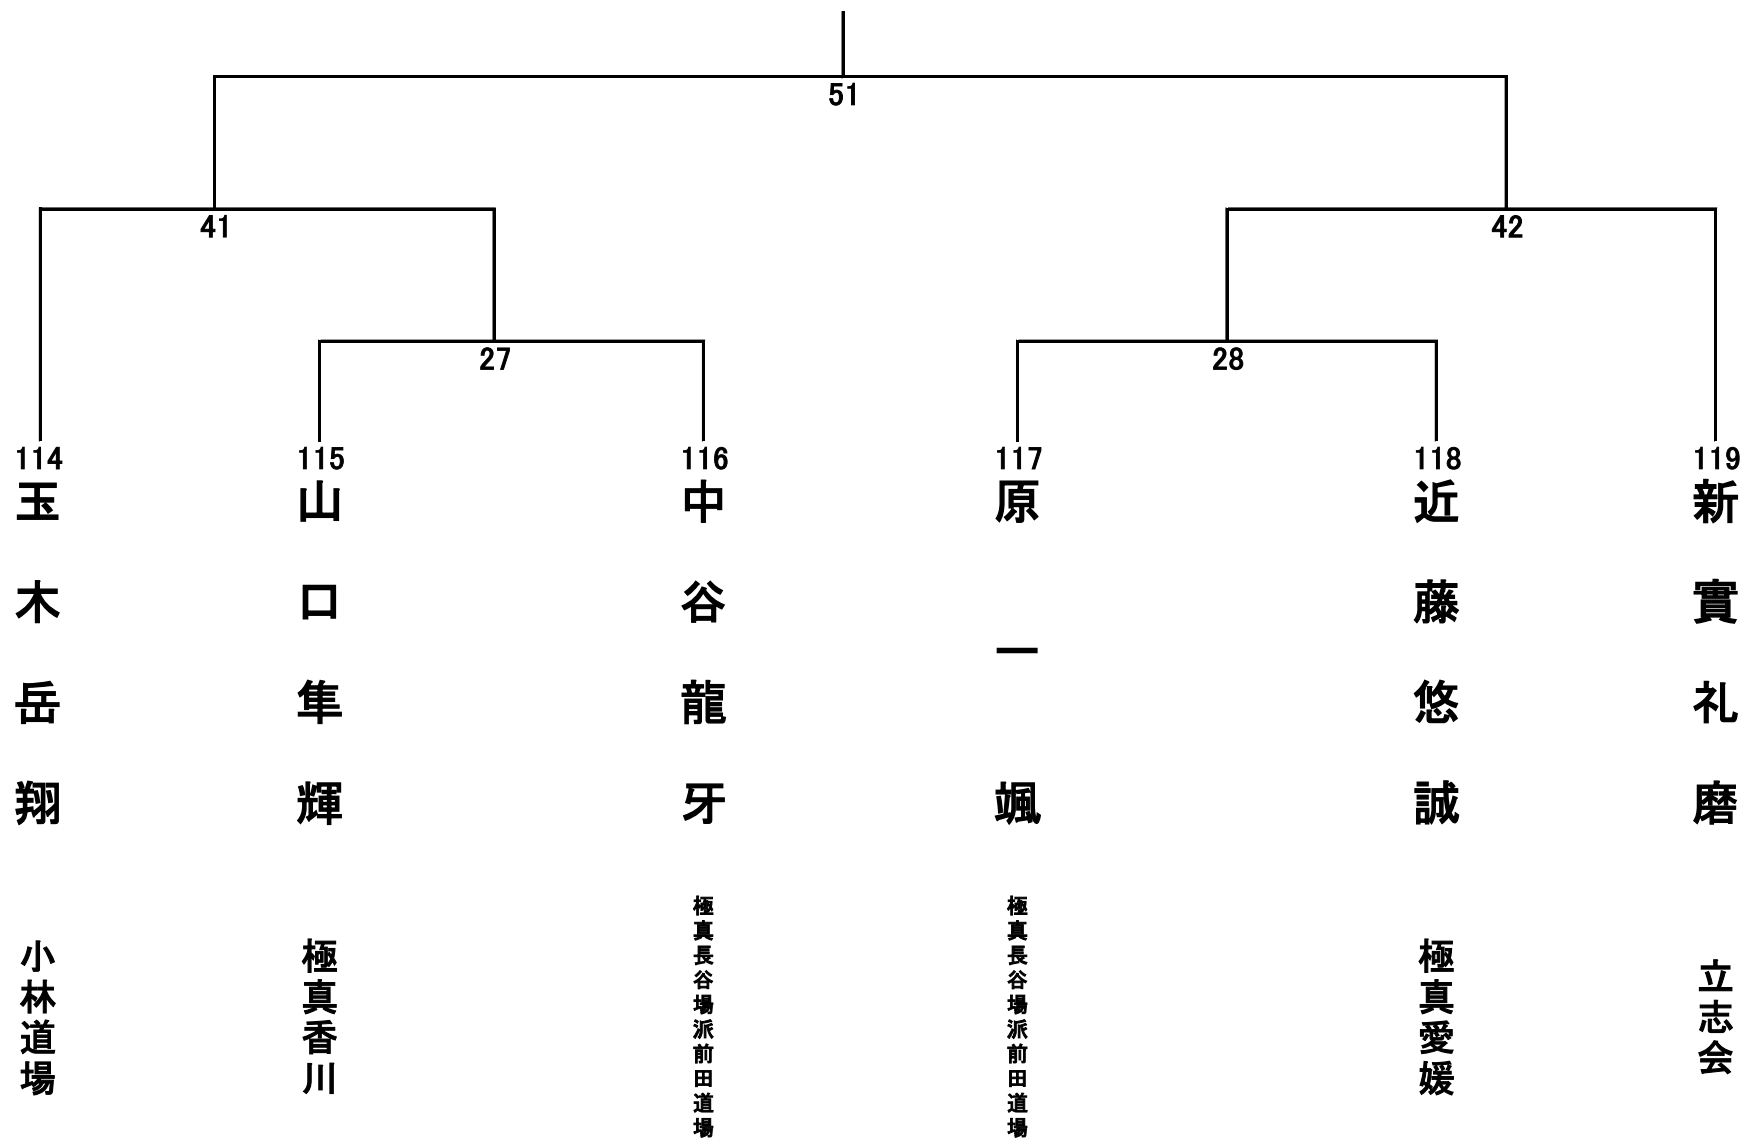 51
41
42
27
28
114
玉木岳翔
小林道場
115
山口隼輝
極真香川
116
中谷龍牙
極真長谷場派前田道場
117
原一颯
極真長谷場派前田道場
118
近藤悠誠
極真愛媛
119
新實礼磨
立志会